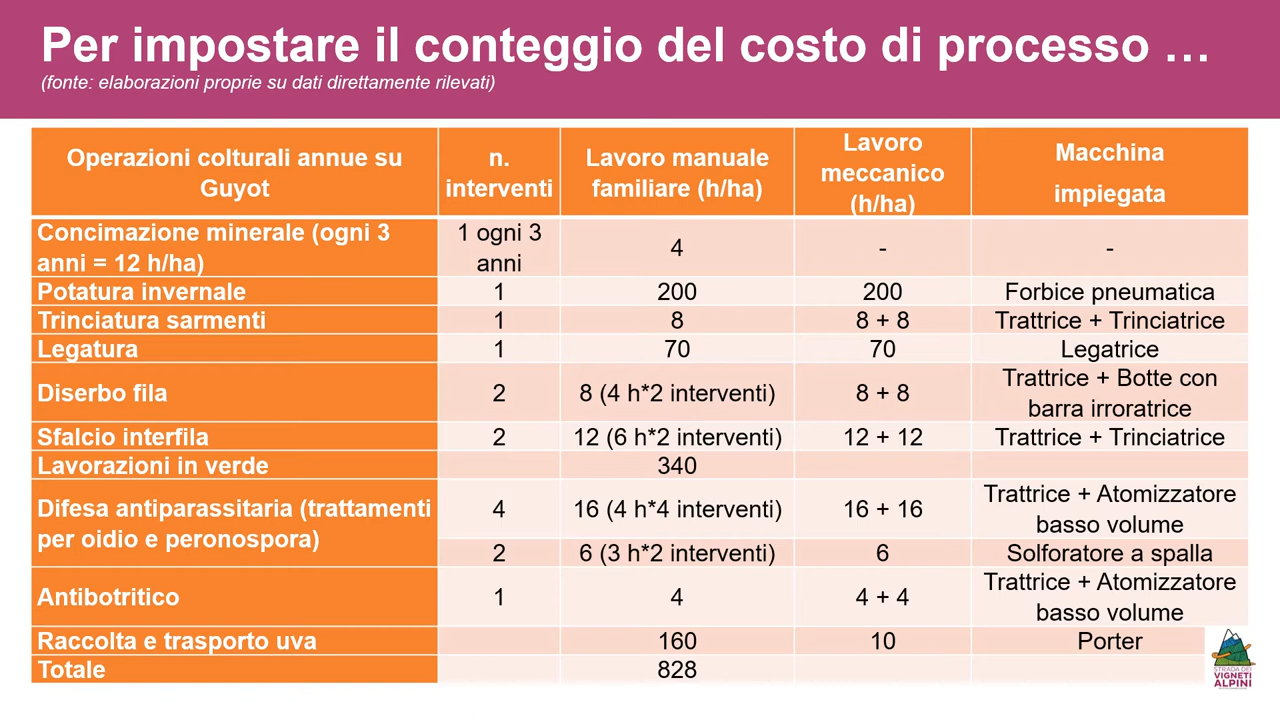 Per impostare il conteggio del costo di processo …
(fonte: elaborazioni proprie su dati direttamente rilevati)
Operazioni colturali annue su Guyot
n. interventi
Lavoro manuale familiare (h/ha)
Lavoro meccanico (h/ha)
Macchina impiegata
Concimazione minerale (ogni 3 anni = 12 h/ha)
1 ogni 3 anni
4
-
-
Potatura invernale
1
200
200
Forbice pneumatica
Trinciatura sarmenti
1
8
8 + 8
Trattrice + Trinciatrice
Legatura
1
70
70
Legatrice
Diserbo fila
2
8 (4 h*2 interventi)
8 + 8
Trattrice + Botte con barra irroratrice
Sfalcio interfila
2
12 (6 h*2 interventi)
12 + 12
Trattrice + Trinciatrice
Lavorazioni in verde
340
Difesa antiparassitaria (trattamenti per oidio e peronospora)
4
16 (4 h*4 interventi)
16 + 16
Trattrice + Atomizzatore basso volume
2
6 (3 h*2 interventi)
6
Solforatore a spalla
Antibotritico
1
4
4 + 4
Trattrice + Atomizzatore basso volume
Raccolta e trasporto uva
160
10
Porter
Totale
828
STRADA DEI
VIGNETI
ALPINI